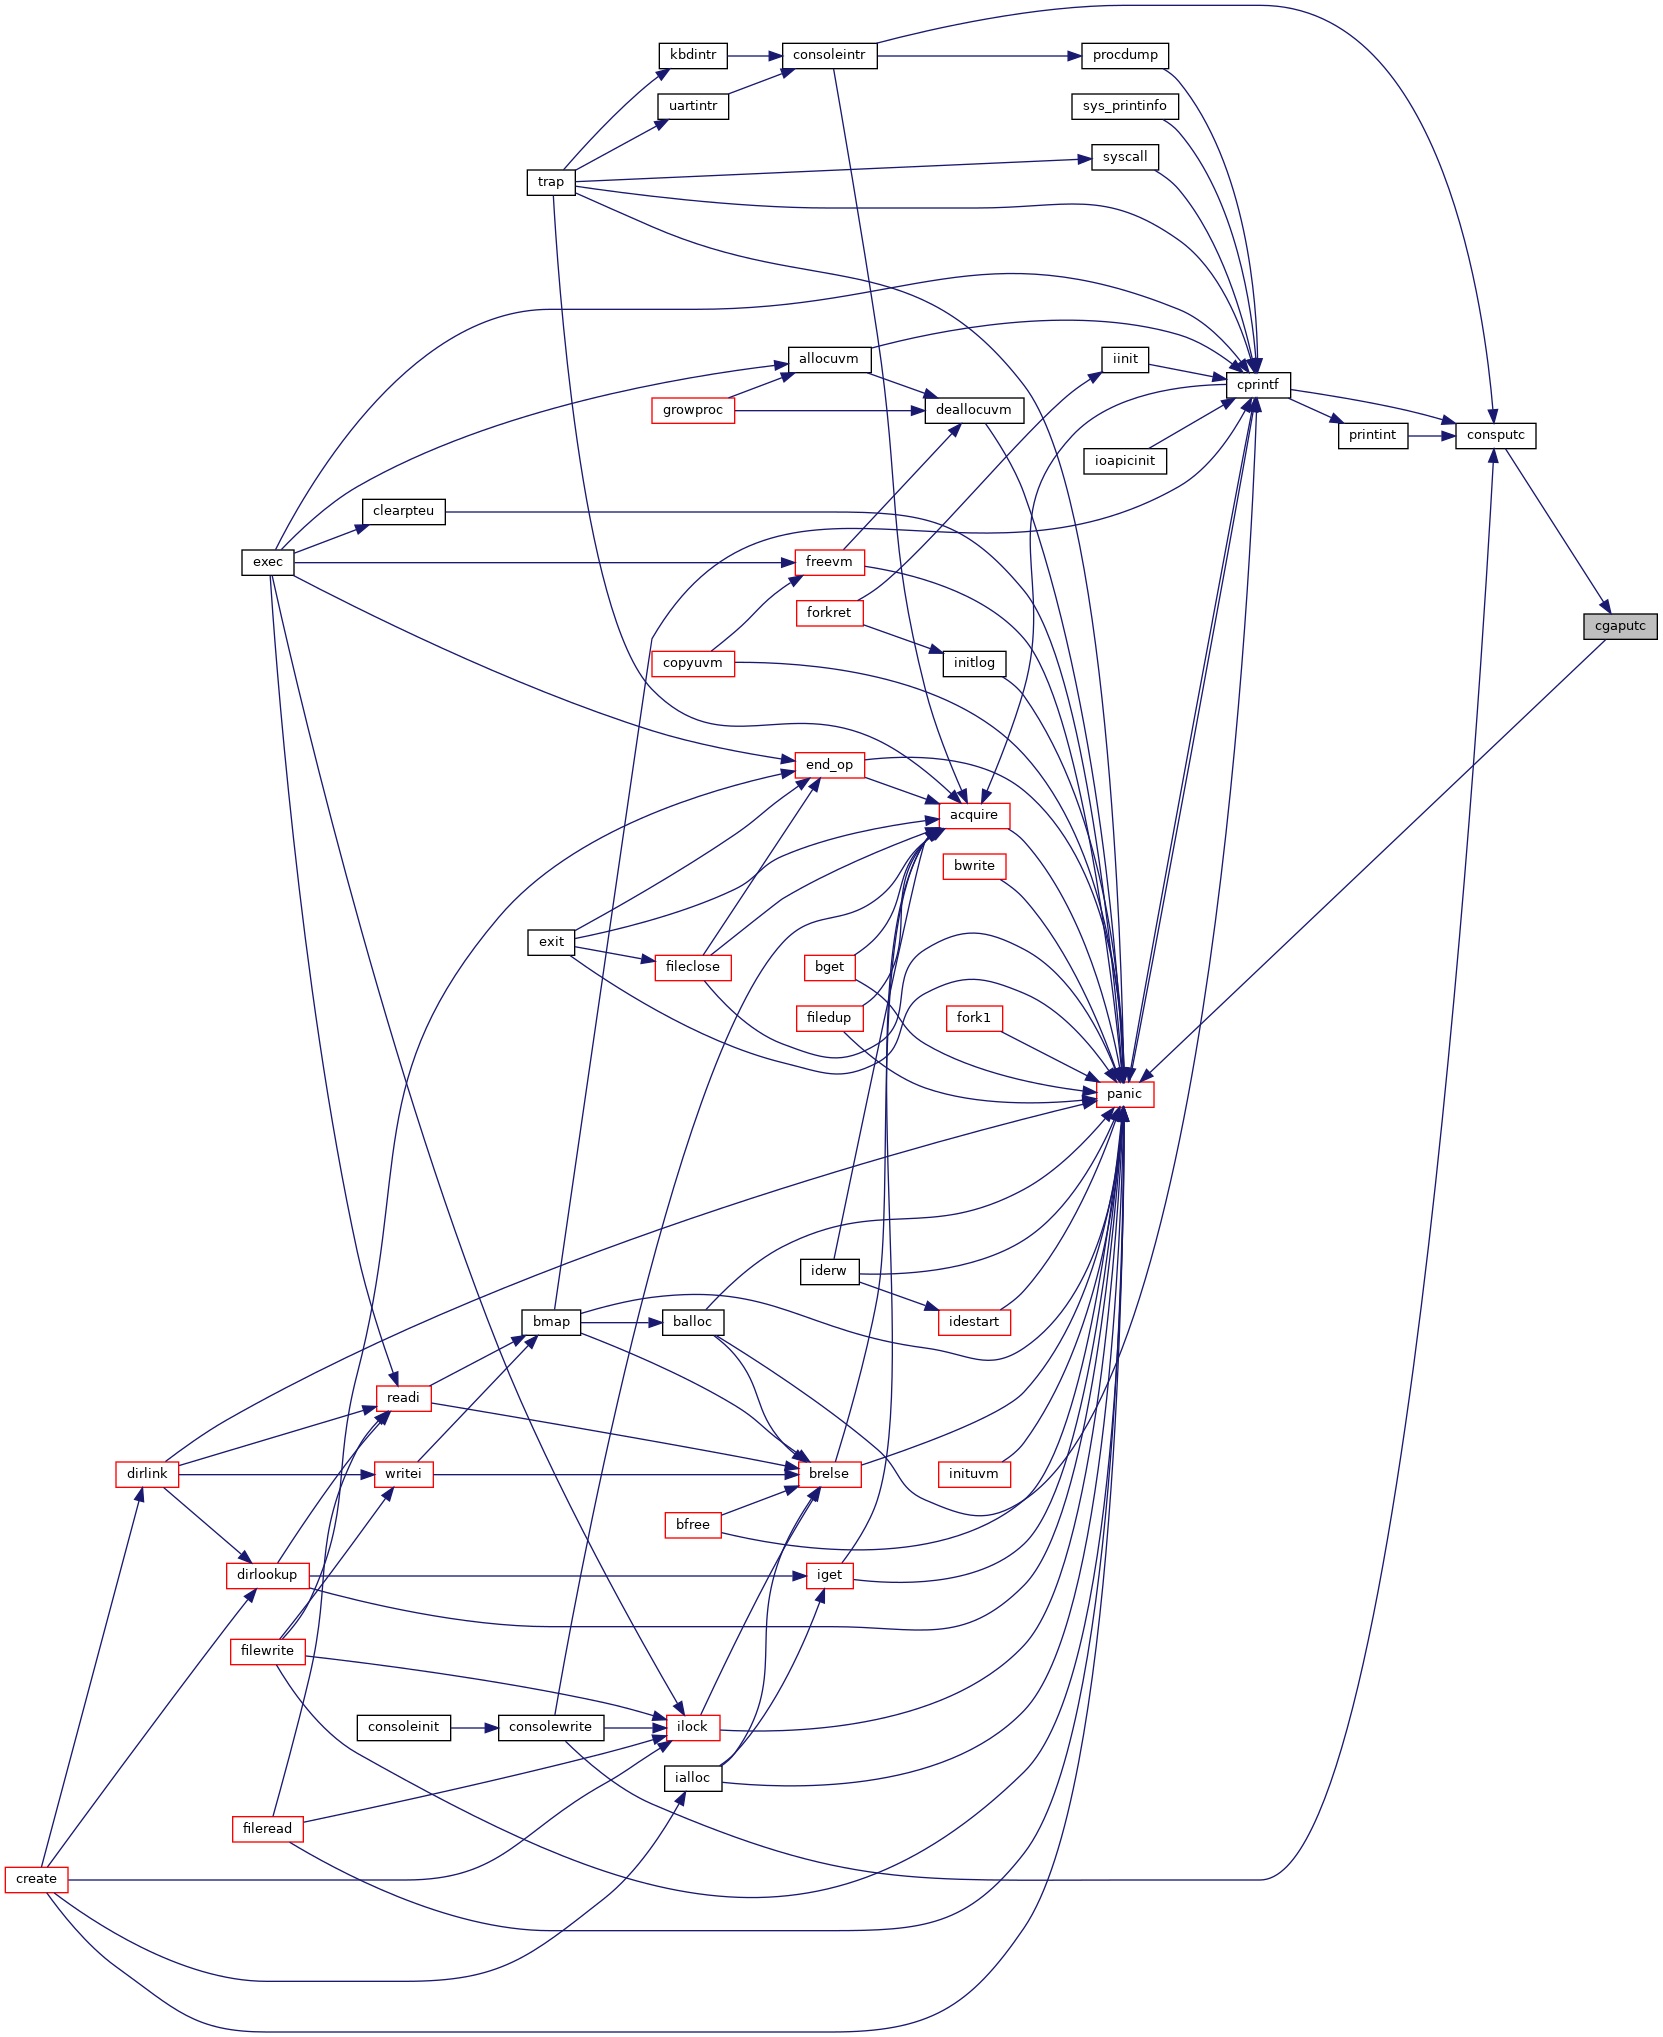 kbdintr
consoleintr
procdump
uartintr
sys_printinfo
syscall
trap
allocuvm
iinit
cprintf
growproc
deallocuvm
printint
consputc
ioapicinit
clearpteu
exec
freevm
forkret
cgaputc
copyuvm
initlog
end_op
acquire
bwrite
exit
fileclose
bget
filedup
fork1
panic
iderw
bmap
balloc
idestart
readi
dirlink
writei
brelse
inituvm
bfree
dirlookup
iget
filewrite
consoleinit
consolewrite
ilock
ialloc
fileread
create